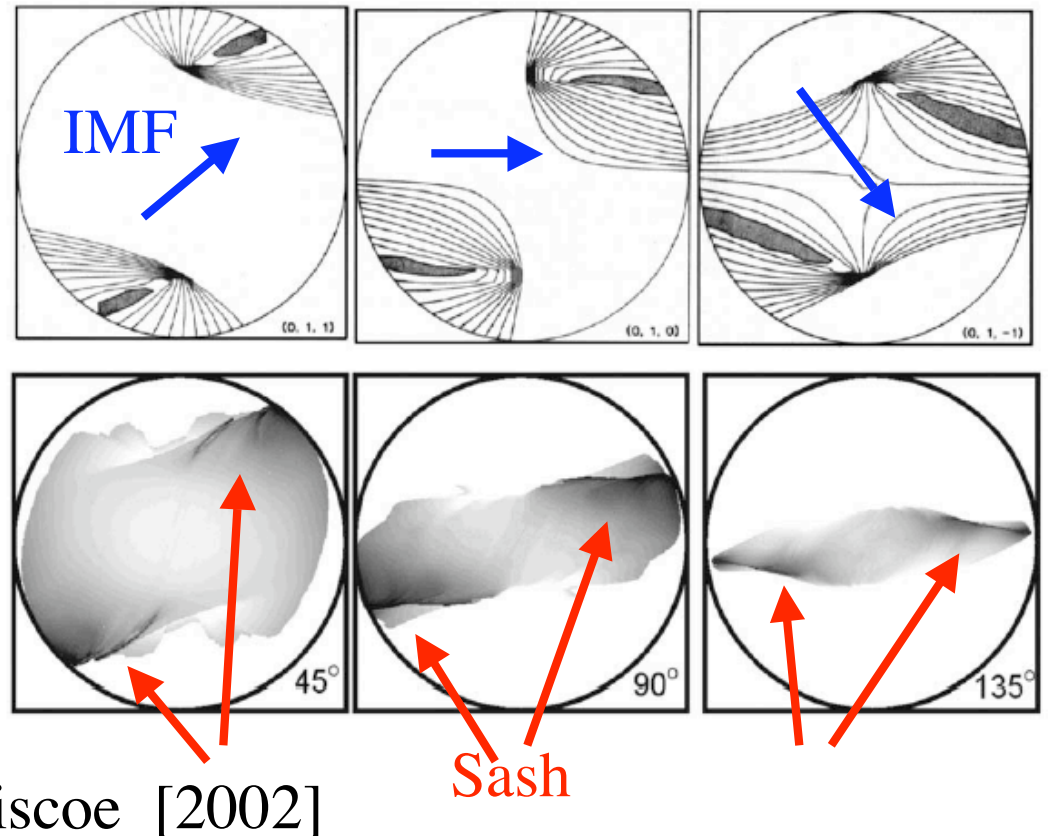 IMF
(0, 1, 1)
(0, 1, 0)
(0, 1, -1)
45°
90°
135°
Sash
iscoe [2002]